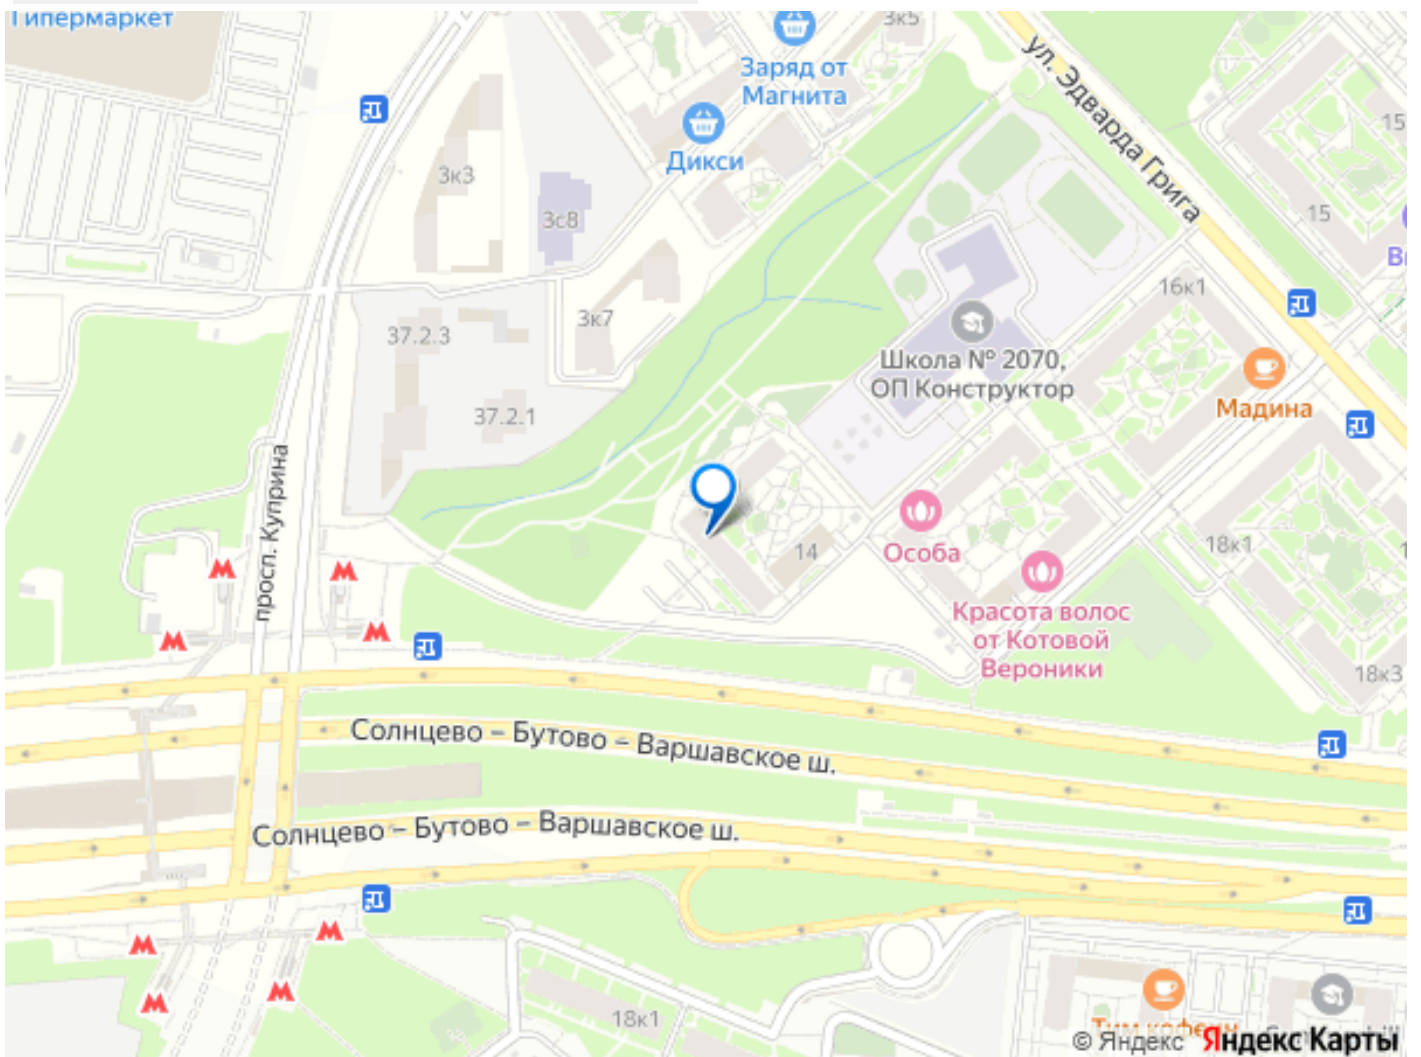 Гипермаркет
3к5
Заряд от
Магнита
ул. Эдварда Грига
15
Дикси
3к3
3с8
15
16к1
3к7
37.2.3
Школа № 2070,
ОП Конструктор
37.2.1
Мадина
просп. Куприна
14
Особа
18к1
Красота волос
от Котовой
Вероники
18к3
Солнцево – Бутово – Варшавское ш.
Солнцево – Бутово – Варшавское ш.
18к1
© Яндекс Яндекс Карты